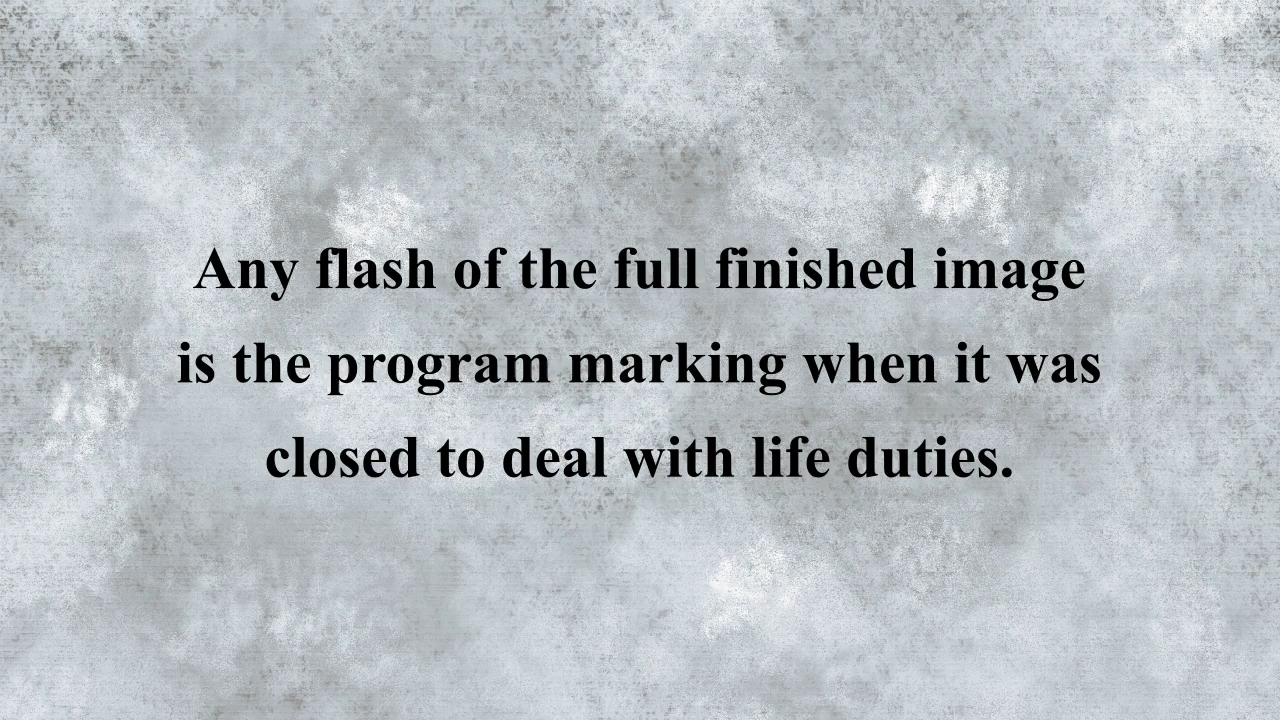 Any flash of the full finished image
is the program marking when it was
closed to deal with life duties.